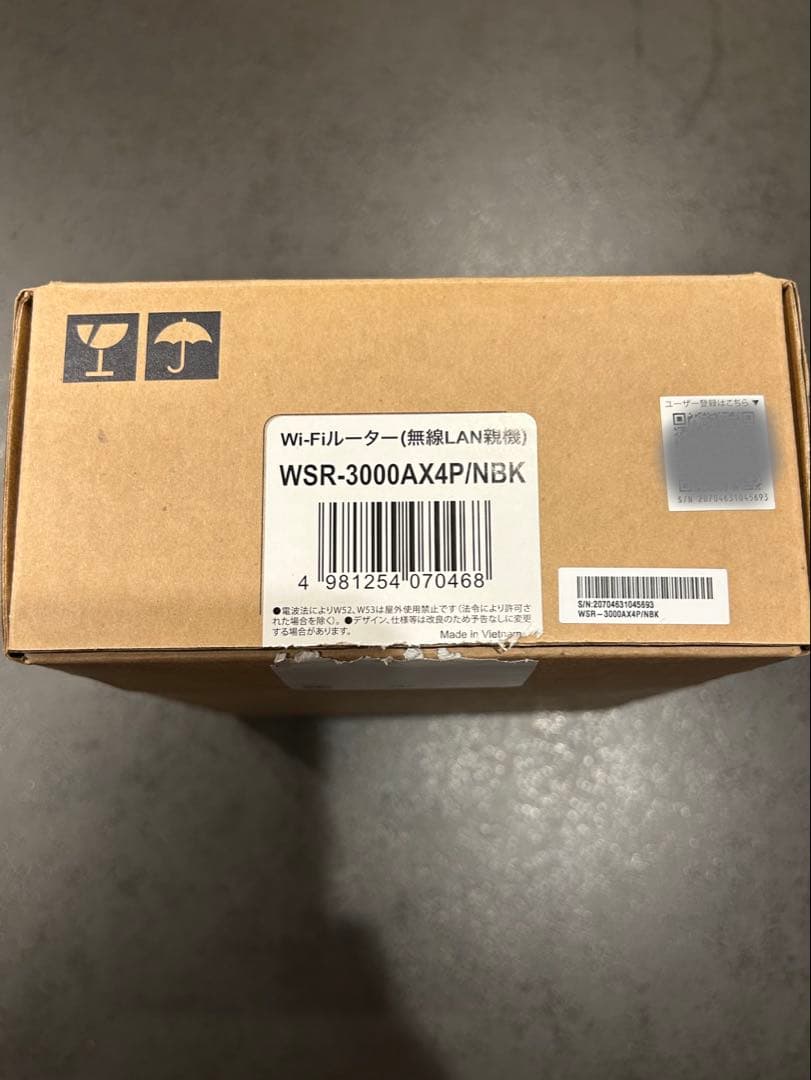 Wi-Fiルーター(無線LAN親機)
WSR-3000AX4P/NBK
4 981254 070468
●電波法によりW52、W53は屋外使用禁止です(法令により許可さ
れた場合を除く)。●デザイン、仕様等は改良のため予告なしに変更
する場合があります。
Made in Vietnam
ユーザー登録はこちら▼
S/N 20704631045693
S/N:20704631045693
WSR-3000AX4P/NBK